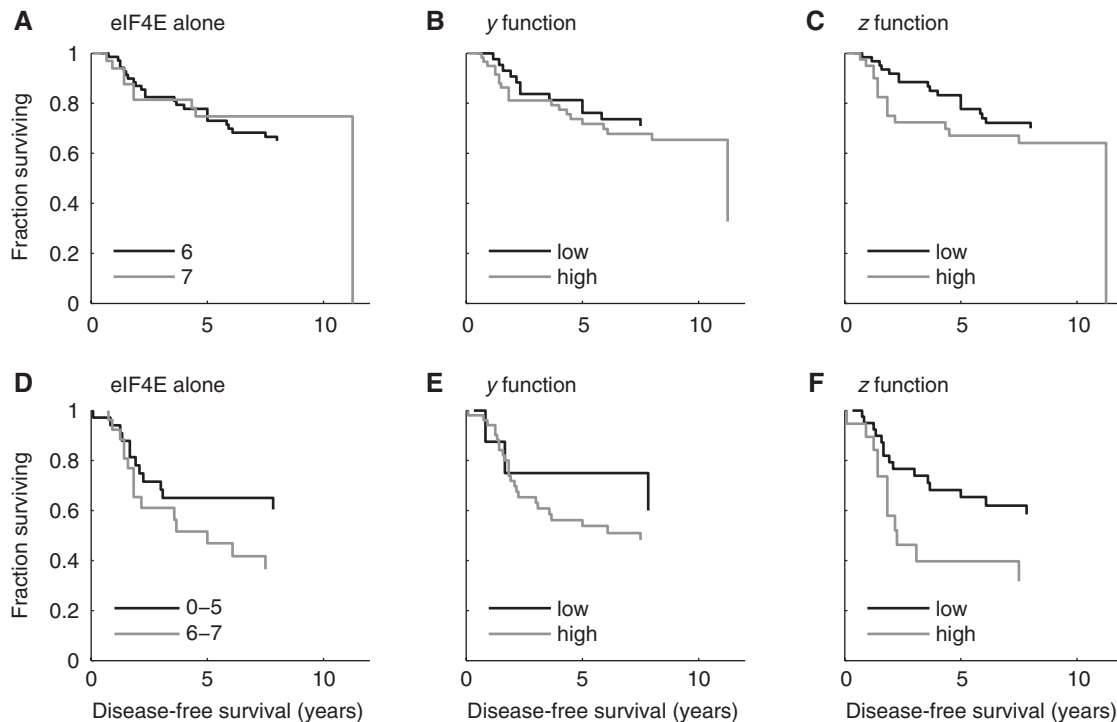 A eIF4E alone
B y function
C z function
Fraction surviving
1
0.8
0.6
0.4
0.2
0
6
7
low
high
low
high
0 5 10
0 5 10
0 5 10
D eIF4E alone
E y function
F z function
Fraction surviving
1
0.8
0.6
0.4
0.2
0
0–5
6–7
low
high
low
high
0 5 10
0 5 10
0 5 10
Disease-free survival (years)
Disease-free survival (years)
Disease-free survival (years)